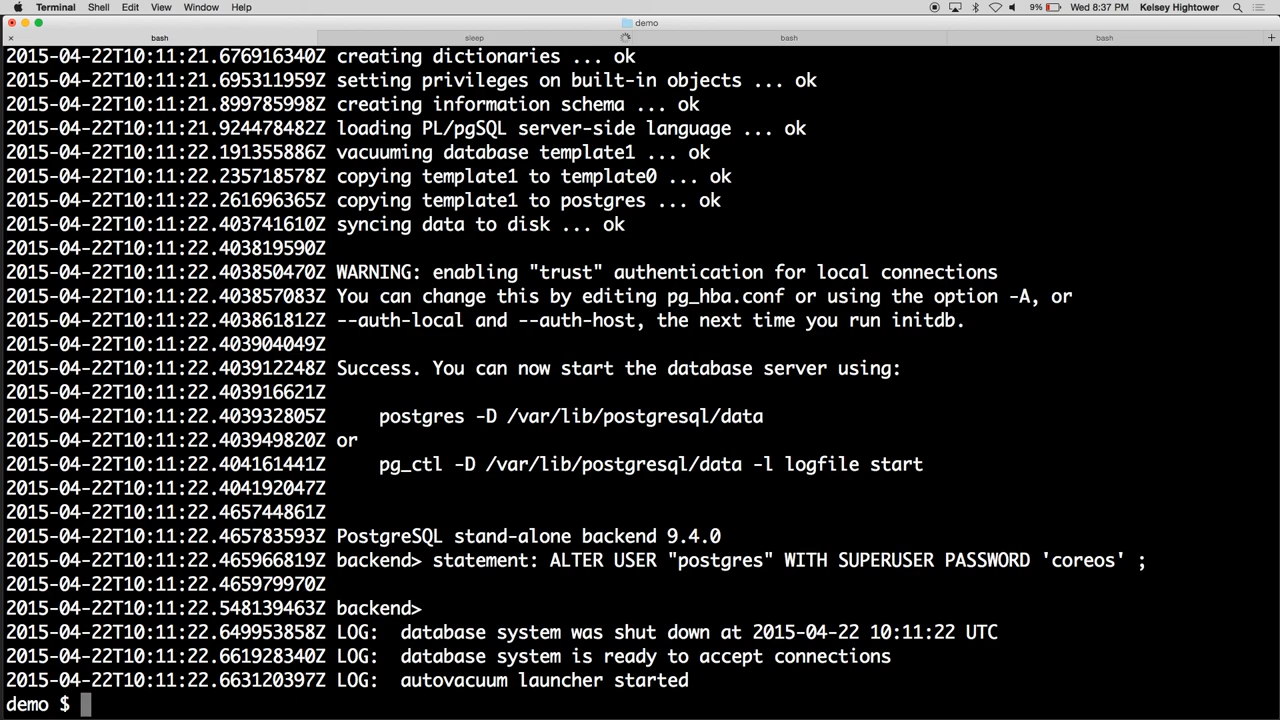 Terminal Shell Edit View Window Help 9% Wed 8:37 PM Kelsey Hightower
demo
bash sleep bash bash
2015-04-22T10:11:21.676916340Z creating dictionaries ... ok
2015-04-22T10:11:21.695311959Z setting privileges on built-in objects ... ok
2015-04-22T10:11:21.899785998Z creating information schema ... ok
2015-04-22T10:11:21.924478482Z loading PL/pgSQL server-side language ... ok
2015-04-22T10:11:22.191355886Z vacuuming database template1 ... ok
2015-04-22T10:11:22.235718578Z copying template1 to template0 ... ok
2015-04-22T10:11:22.261696365Z copying template1 to postgres ... ok
2015-04-22T10:11:22.403741610Z syncing data to disk ... ok
2015-04-22T10:11:22.403819590Z
2015-04-22T10:11:22.403850470Z WARNING: enabling "trust" authentication for local connections
2015-04-22T10:11:22.403857083Z You can change this by editing pg_hba.conf or using the option -A, or
2015-04-22T10:11:22.403861812Z --auth-local and --auth-host, the next time you run initdb.
2015-04-22T10:11:22.403904049Z
2015-04-22T10:11:22.403912248Z Success. You can now start the database server using:
2015-04-22T10:11:22.403916621Z
2015-04-22T10:11:22.403932805Z     postgres -D /var/lib/postgresql/data
2015-04-22T10:11:22.403949820Z or
2015-04-22T10:11:22.404161441Z     pg_ctl -D /var/lib/postgresql/data -l logfile start
2015-04-22T10:11:22.404192047Z
2015-04-22T10:11:22.465744861Z
2015-04-22T10:11:22.465783593Z PostgreSQL stand-alone backend 9.4.0
2015-04-22T10:11:22.465966819Z backend> statement: ALTER USER "postgres" WITH SUPERUSER PASSWORD 'coreos' ;
2015-04-22T10:11:22.465979970Z
2015-04-22T10:11:22.548139463Z backend>
2015-04-22T10:11:22.649953858Z LOG:  database system was shut down at 2015-04-22 10:11:22 UTC
2015-04-22T10:11:22.661928340Z LOG:  database system is ready to accept connections
2015-04-22T10:11:22.663120397Z LOG:  autovacuum launcher started
demo $